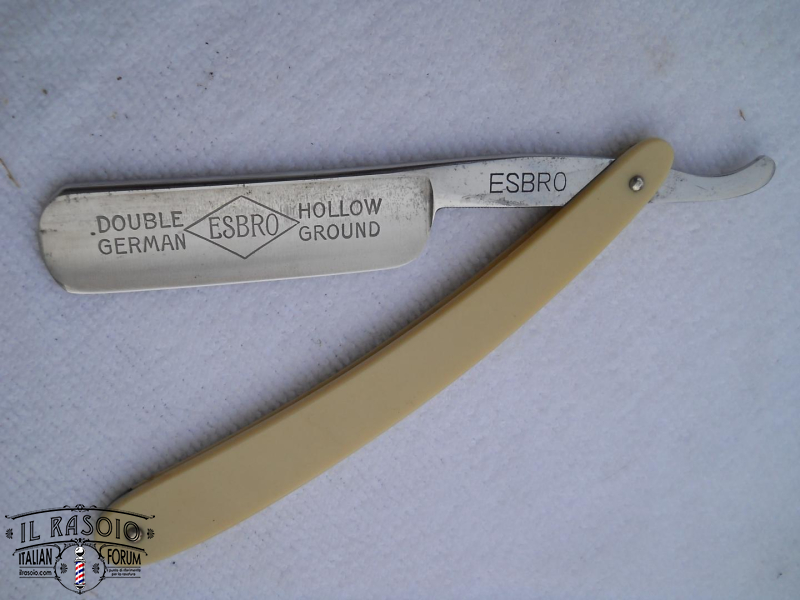 .DOUBLE ESBRO HOLLOW
GERMAN GROUND
ESBRO
IL RASOIO
ITALIAN FORUM
ilrasoio.com